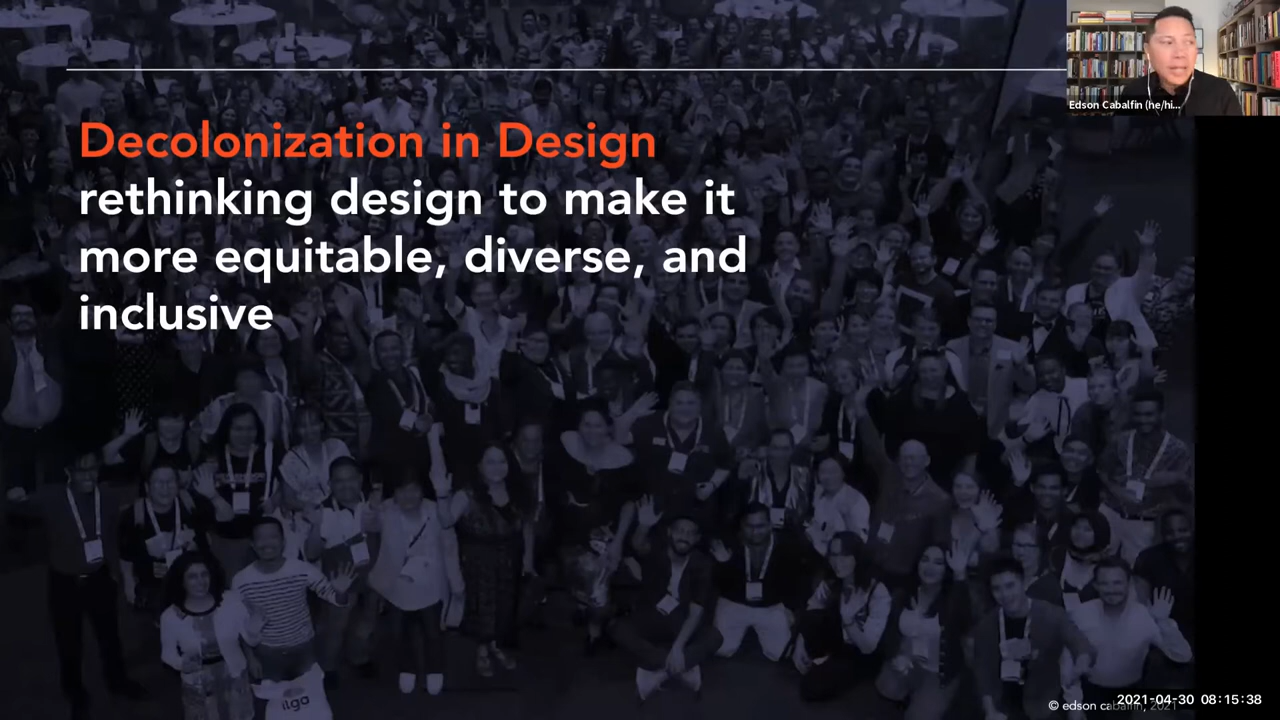 Edson Cabalfin (he/hi...
Decolonization in Design
rethinking design to make it
more equitable, diverse, and
inclusive
ilga
2021-04-30 08:15:38
© edson cabalfin, 2021